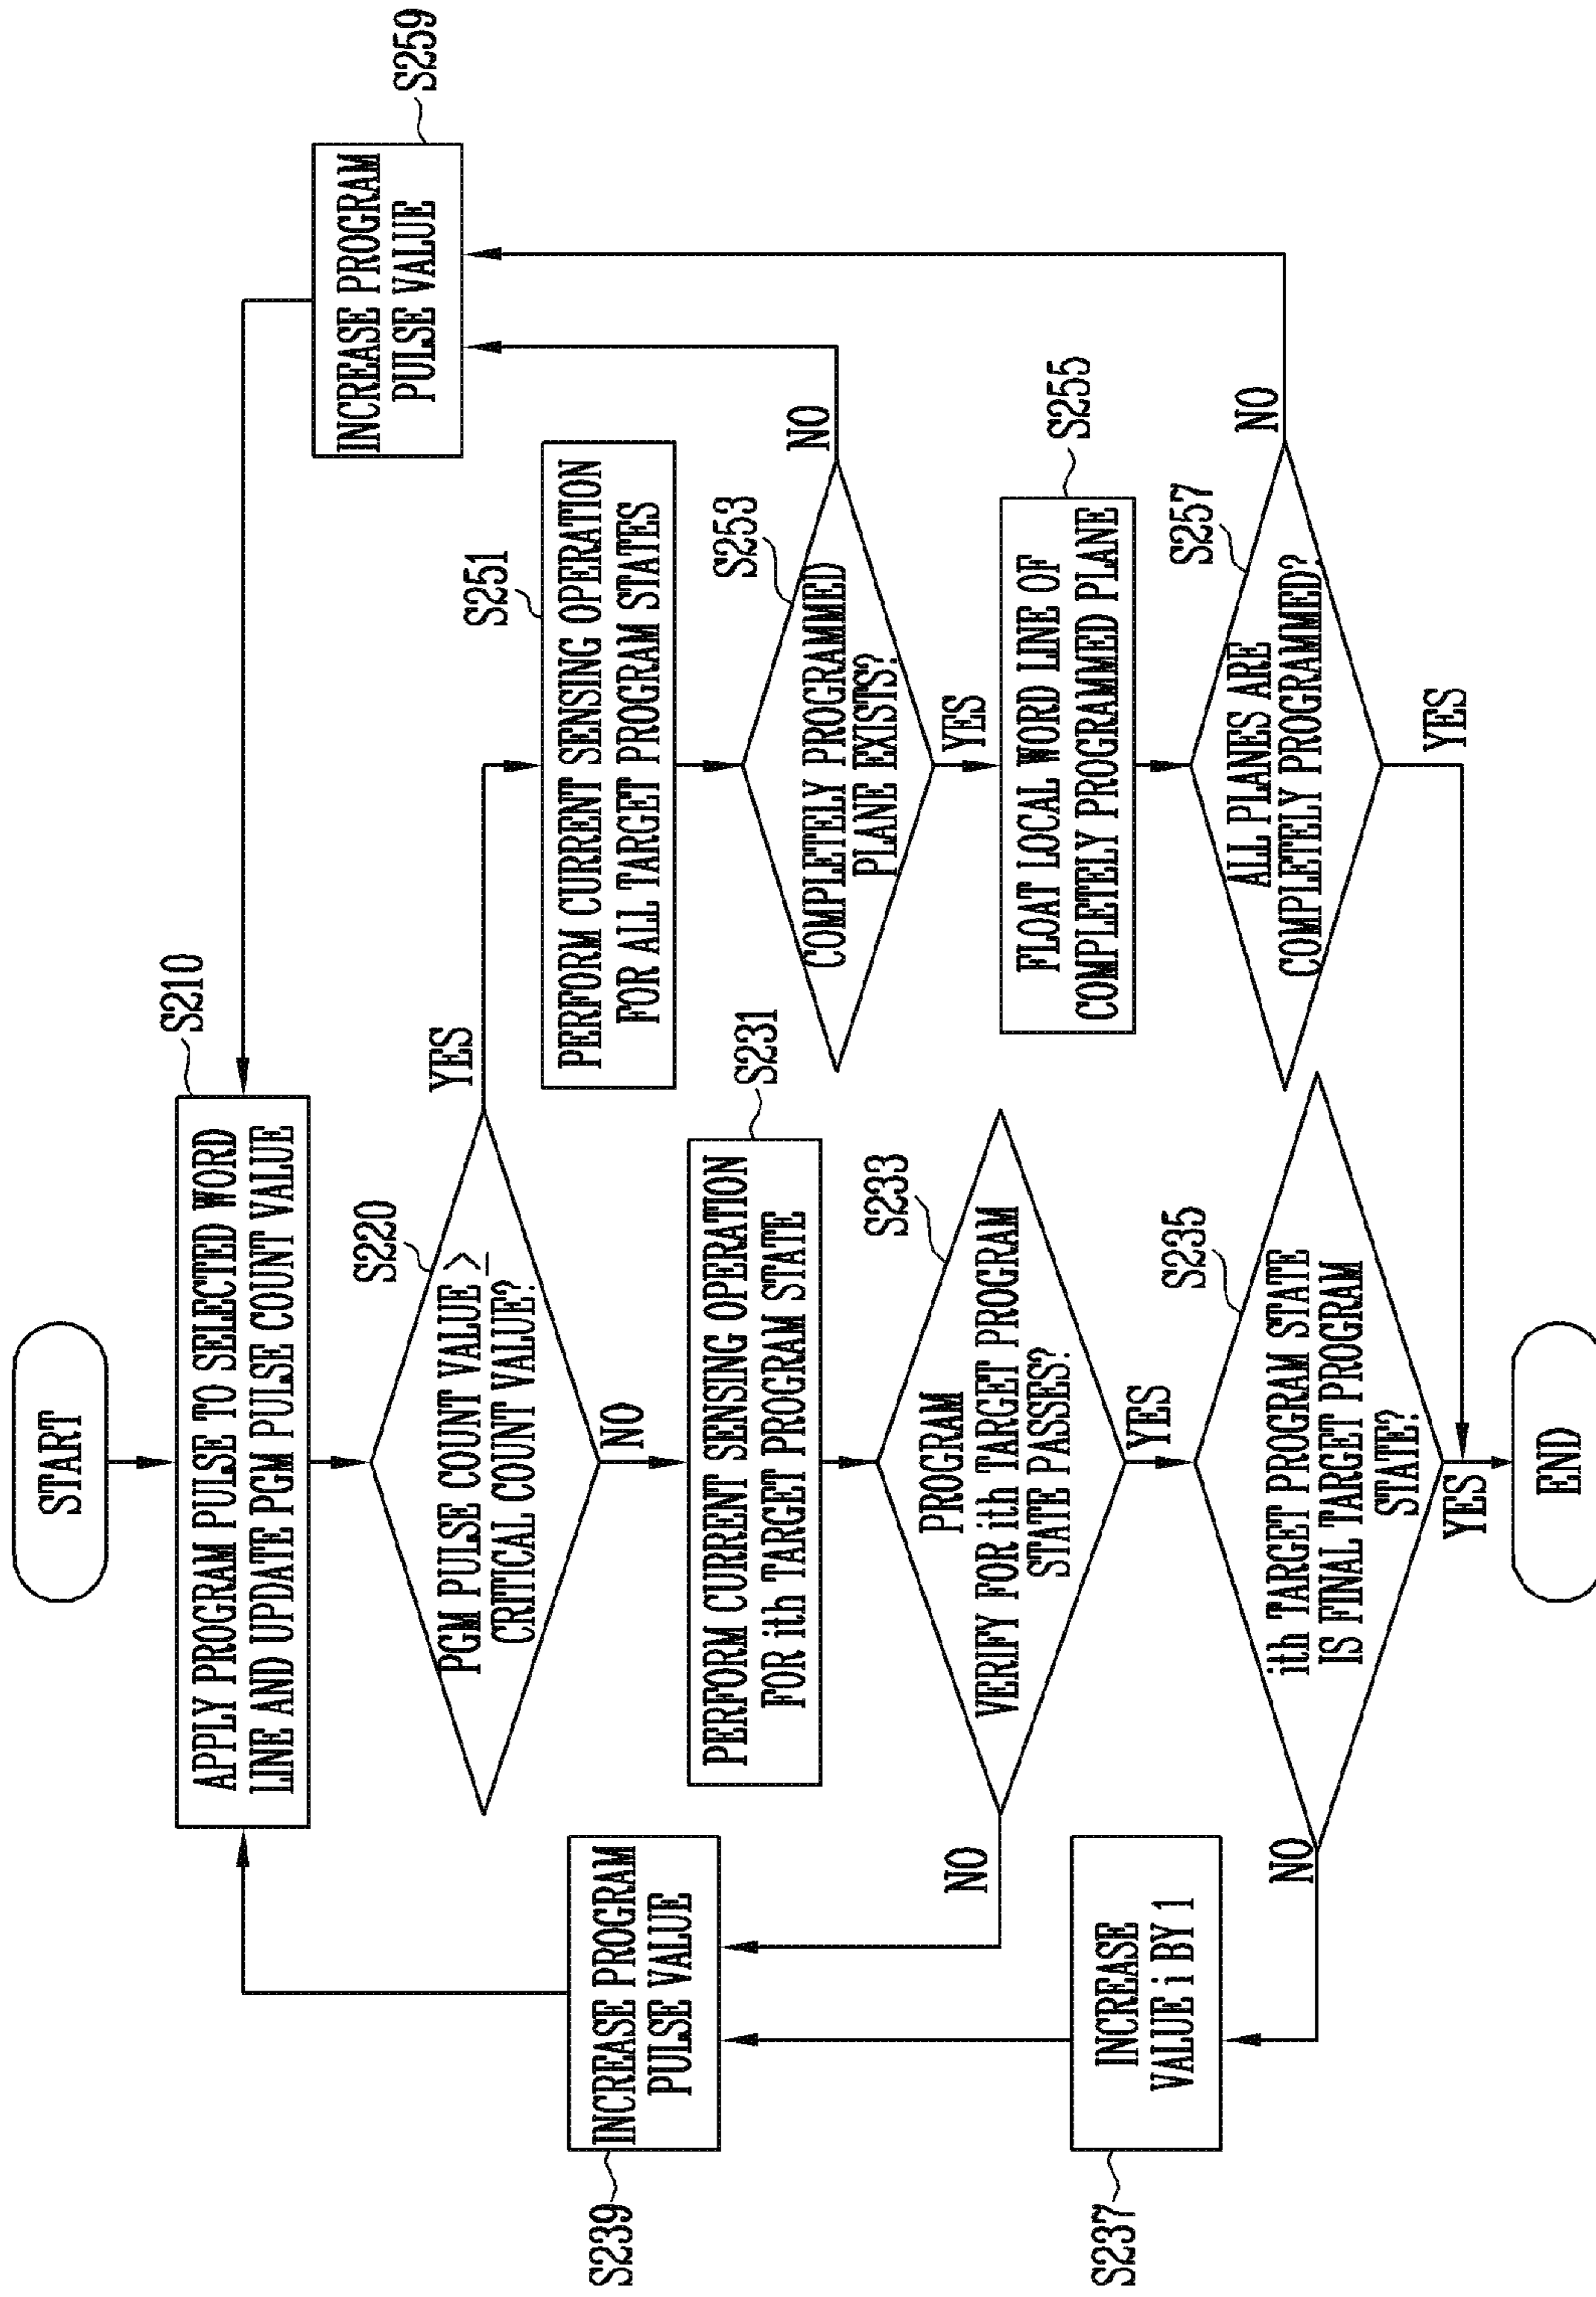 START
S210
APPLY PROGRAM PULSE TO SELECTED WORD
LINE AND UPDATE PGM PULSE COUNT VALUE
S220
PGM PULSE COUNT VALUE ≥
CRITICAL COUNT VALUE?
YES
NO
S231
PERFORM CURRENT SENSING OPERATION
FOR ith TARGET PROGRAM STATE
S233
PROGRAM
VERIFY FOR ith TARGET PROGRAM
STATE PASSES?
NO
YES
S235
ith TARGET PROGRAM STATE
IS FINAL TARGET PROGRAM
STATE?
NO
YES
S237
INCREASE
VALUE i BY 1
S239
INCREASE PROGRAM
PULSE VALUE
S251
PERFORM CURRENT SENSING OPERATION
FOR ALL TARGET PROGRAM STATES
S253
COMPLETELY PROGRAMMED
PLANE EXISTS?
NO
YES
S255
FLOAT LOCAL WORD LINE OF
COMPLETELY PROGRAMMED PLANE
S257
ALL PLANES ARE
COMPLETELY PROGRAMMED?
NO
YES
S259
INCREASE PROGRAM
PULSE VALUE
END